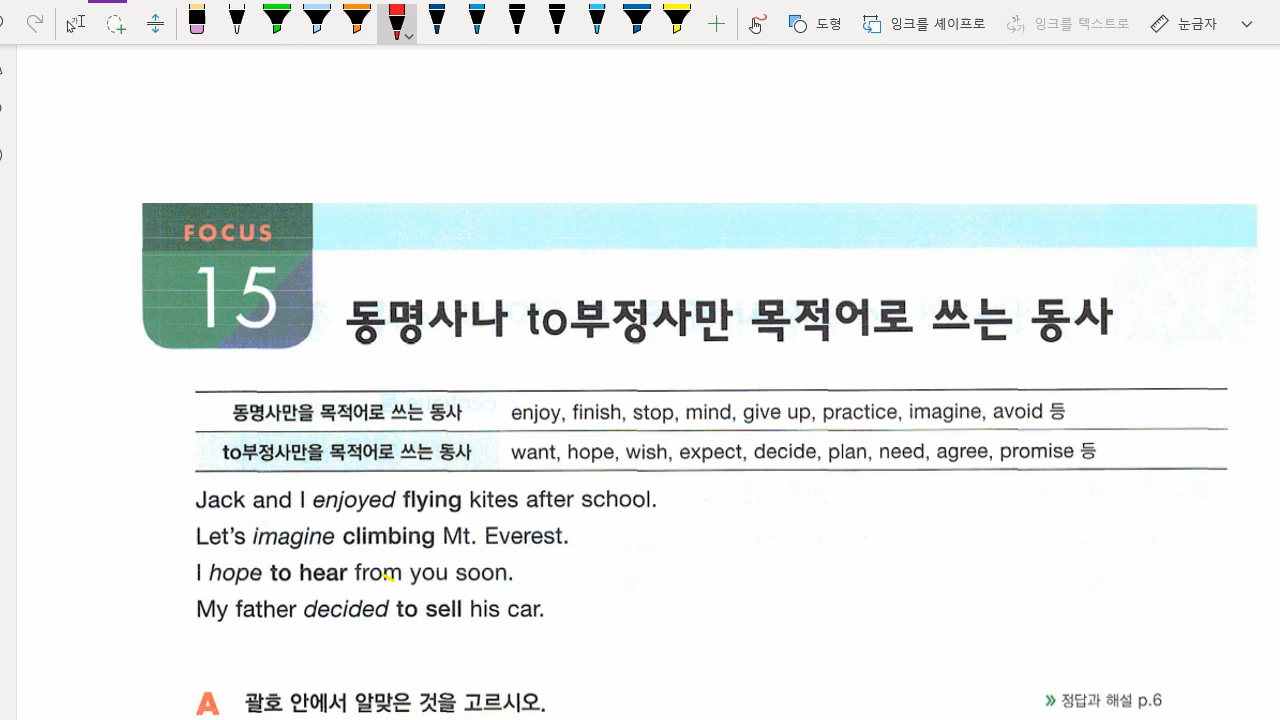 도형 잉크를 셰이프로 잉크를 텍스트로 눈금자
FOCUS
15
동명사나 to부정사만 목적어로 쓰는 동사
동명사만을 목적어로 쓰는 동사 enjoy, finish, stop, mind, give up, practice, imagine, avoid 등
to부정사만을 목적어로 쓰는 동사 want, hope, wish, expect, decide, plan, need, agree, promise 등
Jack and I enjoyed flying kites after school.
Let's imagine climbing Mt. Everest.
I hope to hear from you soon.
My father decided to sell his car.
A 괄호 안에서 알맞은 것을 고르시오. » 정답과 해설 p.6